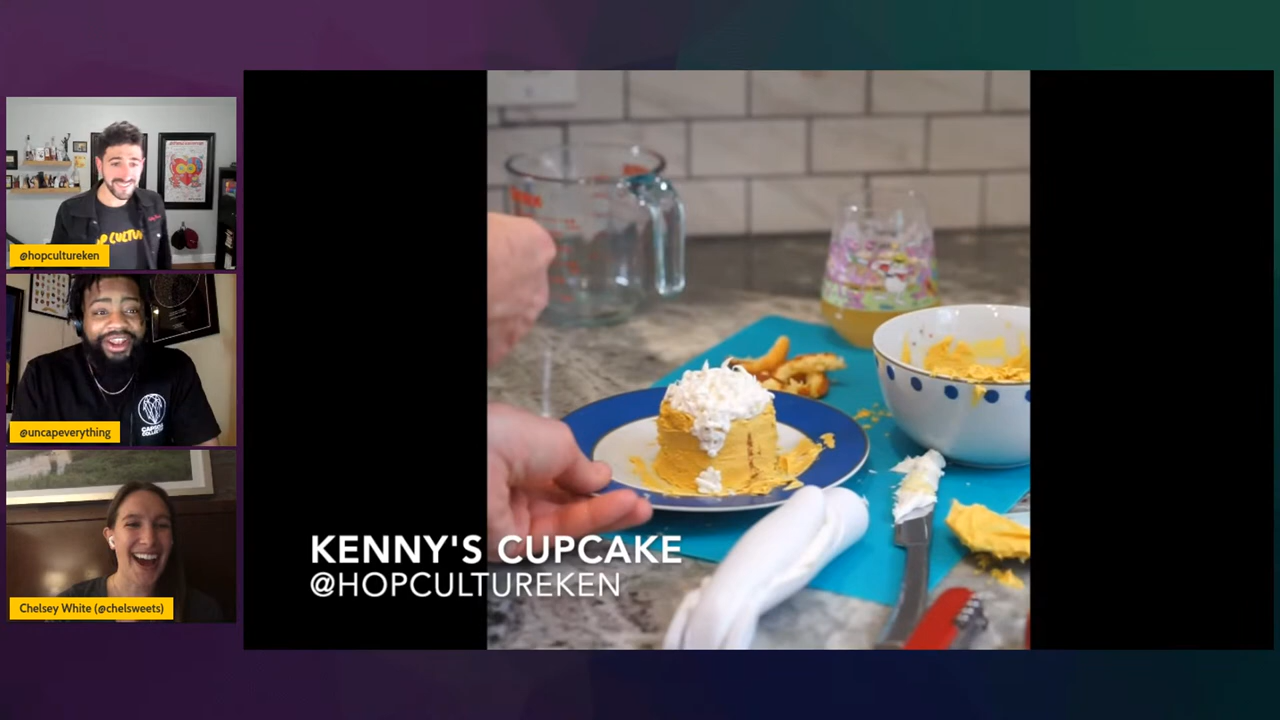 @hopcultureken
@uncapeverything
Chelsey White (@chelsweets)
KENNY'S CUPCAKE
@HOPCULTUREKEN